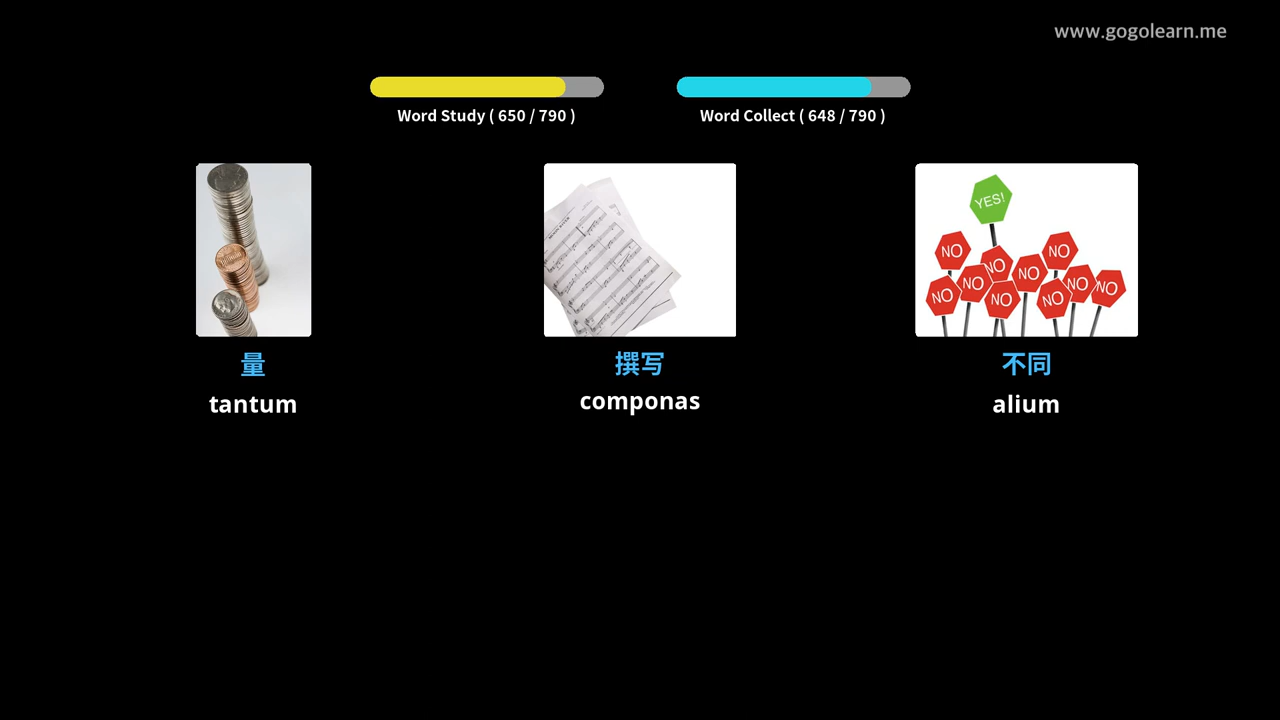 www.gogolearn.me
Word Study ( 650 / 790 )
Word Collect ( 648 / 790 )
YES!
NO
NO
NO
NO
NO
NO
NO
NO
NO
NO
量
撰写
不同
tantum
componas
alium